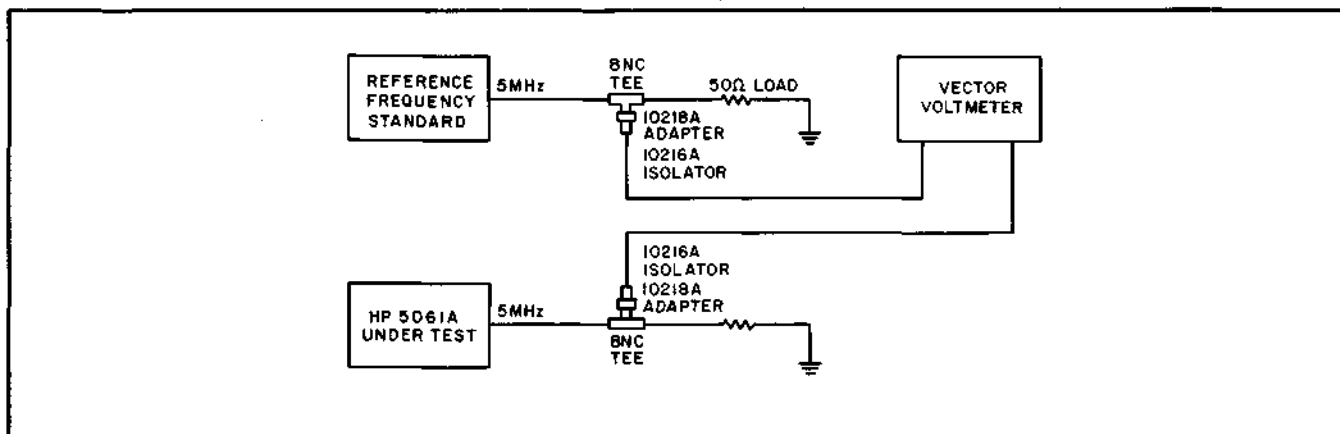 REFERENCE
FREQUENCY
STANDARD
5MHz
BNC
TEE
50Ω LOAD
10218A
ADAPTER
10216A
ISOLATOR
VECTOR
VOLTMETER
10216A
ISOLATOR
10218A
ADAPTER
HP 5061A
UNDER TEST
5MHz
BNC
TEE